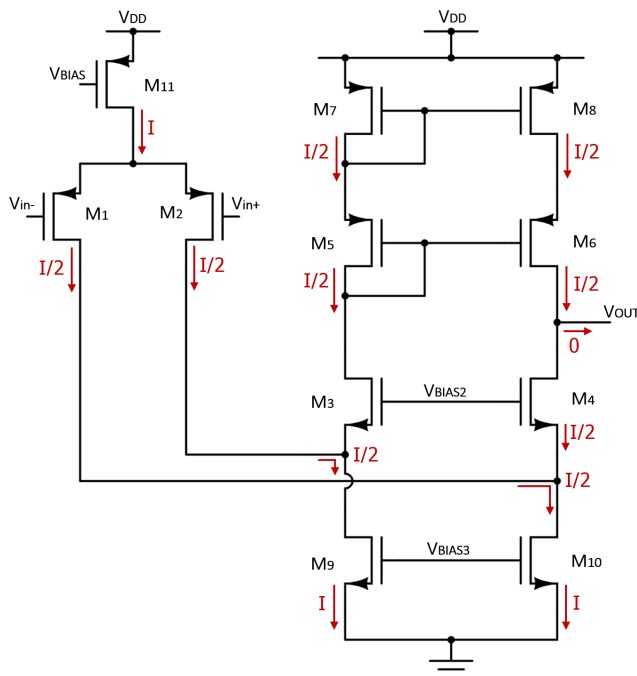 VDD
VBIAS
M11
I
Vin-
M1
M2
Vin+
I/2
I/2
VDD
M7
M8
I/2
I/2
M5
M6
I/2
I/2
VOUT
0
M3
VBIAS2
M4
I/2
I/2
I/2
M9
VBIAS3
M10
I
I